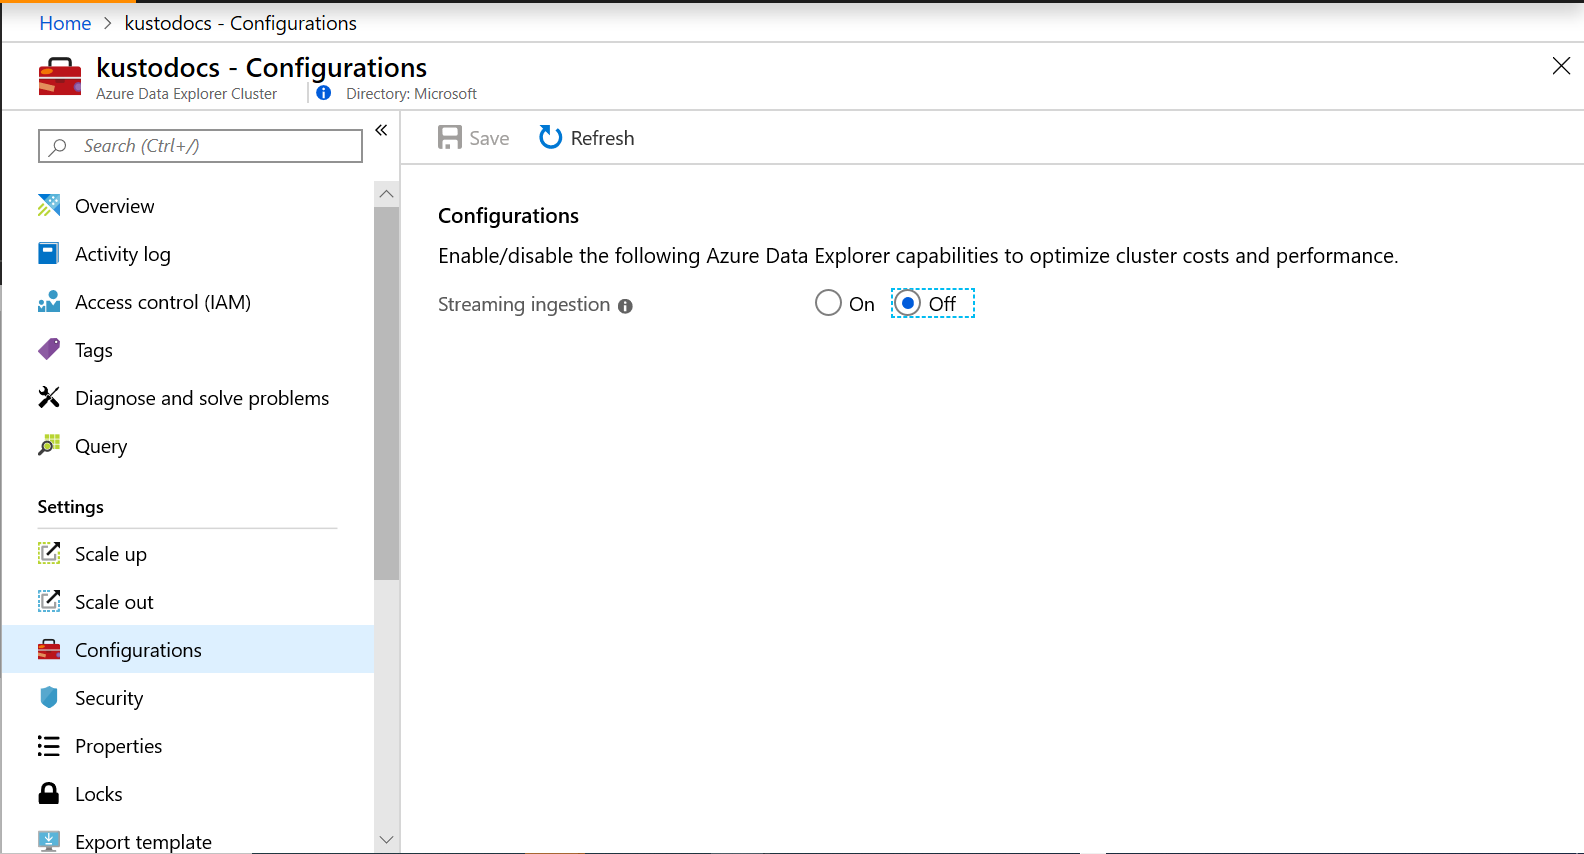 Home > kustodocs - Configurations
kustodocs - Configurations
Azure Data Explorer Cluster
Directory: Microsoft
Search (Ctrl+/)
«
Save
Refresh
Overview
Activity log
Access control (IAM)
Tags
Diagnose and solve problems
Query
Settings
Scale up
Scale out
Configurations
Security
Properties
Locks
Export template
Configurations
Enable/disable the following Azure Data Explorer capabilities to optimize cluster costs and performance.
Streaming ingestion
On
Off